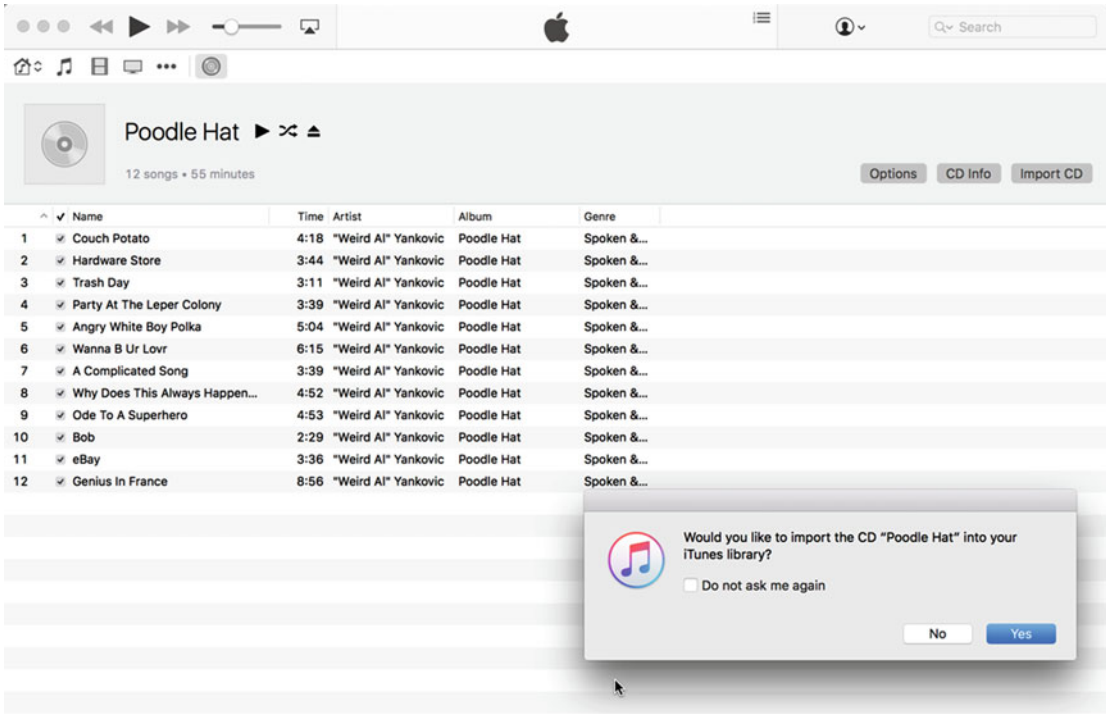 Search
Poodle Hat
12 songs • 55 minutes
Options CD Info Import CD
Name Time Artist Album Genre
1 Couch Potato 4:18 "Weird Al" Yankovic Poodle Hat Spoken &...
2 Hardware Store 3:44 "Weird Al" Yankovic Poodle Hat Spoken &...
3 Trash Day 3:11 "Weird Al" Yankovic Poodle Hat Spoken &...
4 Party At The Leper Colony 3:39 "Weird Al" Yankovic Poodle Hat Spoken &...
5 Angry White Boy Polka 5:04 "Weird Al" Yankovic Poodle Hat Spoken &...
6 Wanna B Ur Lovr 6:15 "Weird Al" Yankovic Poodle Hat Spoken &...
7 A Complicated Song 3:39 "Weird Al" Yankovic Poodle Hat Spoken &...
8 Why Does This Always Happen... 4:52 "Weird Al" Yankovic Poodle Hat Spoken &...
9 Ode To A Superhero 4:53 "Weird Al" Yankovic Poodle Hat Spoken &...
10 Bob 2:29 "Weird Al" Yankovic Poodle Hat Spoken &...
11 eBay 3:36 "Weird Al" Yankovic Poodle Hat Spoken &...
12 Genius In France 8:56 "Weird Al" Yankovic Poodle Hat Spoken &...
Would you like to import the CD “Poodle Hat” into your
iTunes library?
Do not ask me again
No Yes